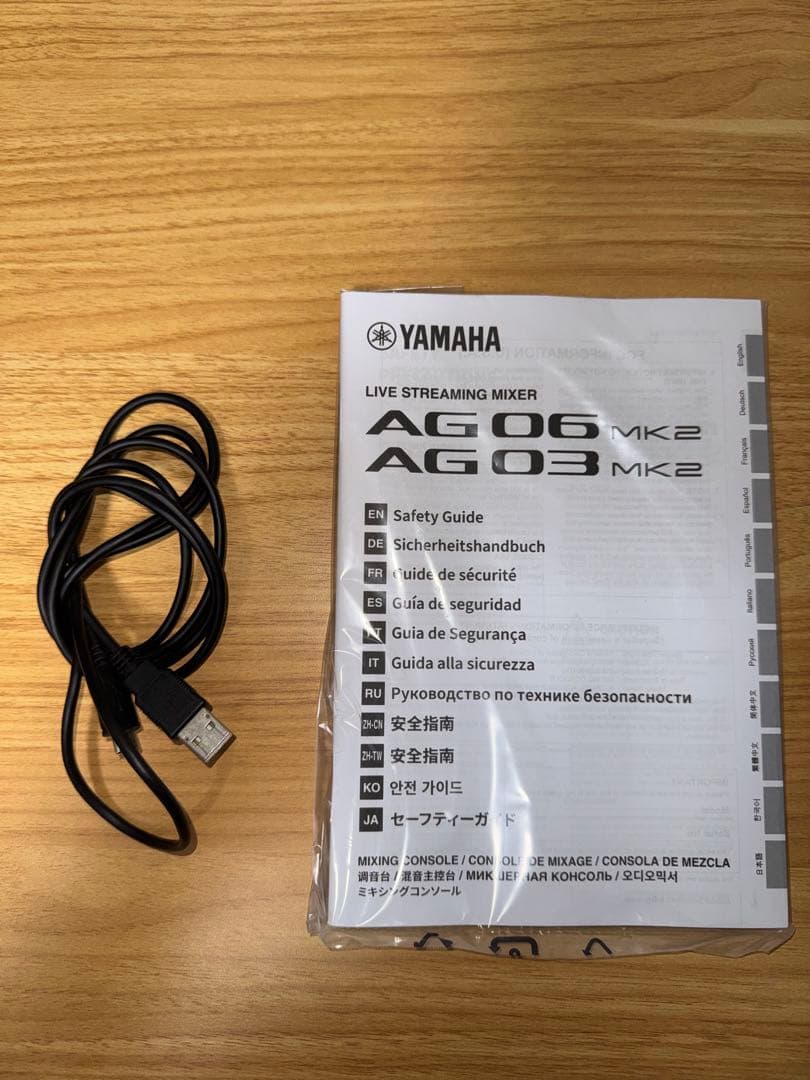 YAMAHA
LIVE STREAMING MIXER
AG 06 MK2
AG 03 MK2
EN Safety Guide
DE Sicherheitshandbuch
FR Guide de sécurité
ES Guía de seguridad
PT Guia de Segurança
IT Guida alla sicurezza
RU Руководство по технике безопасности
ZH-CN 安全指南
ZH-TW 安全指南
KO 안전 가이드
JA セーフティーガイド
MIXING CONSOLE / CONSOLE DE MIXAGE / CONSOLA DE MEZCLA
调音台 / 混音主控台 / МИКШЕРНАЯ КОНСОЛЬ / 오디오믹서
ミキシングコンソール
English
Deutsch
Français
Español
Português
Italiano
Русский
简体中文
繁體中文
한국어
日本語